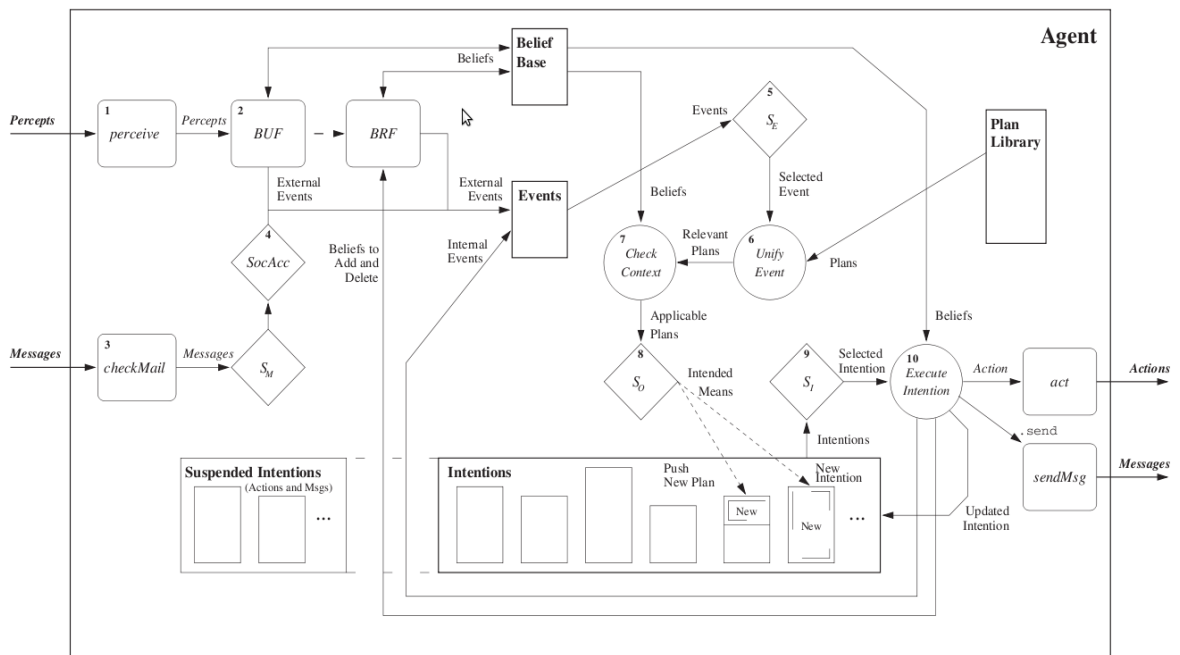 Agent
Belief
Base
Beliefs
Percepts
1
perceive
Percepts
2
BUF
BRF
Events
5
S_E
Plan
Library
External
Events
External
Events
Events
Beliefs
Selected
Event
4
SocAcc
Beliefs to
Add and
Delete
Internal
Events
7
Check
Context
Relevant
Plans
6
Unify
Event
Plans
Applicable
Plans
Beliefs
Messages
3
checkMail
Messages
S_M
8
S_O
Intended
Means
9
S_I
Selected
Intention
10
Execute
Intention
Action
act
Actions
.send
sendMsg
Messages
Intentions
Suspended Intentions
(Actions and Msgs)
...
Intentions
Push
New Plan
New
Intention
New
New
...
Updated
Intention